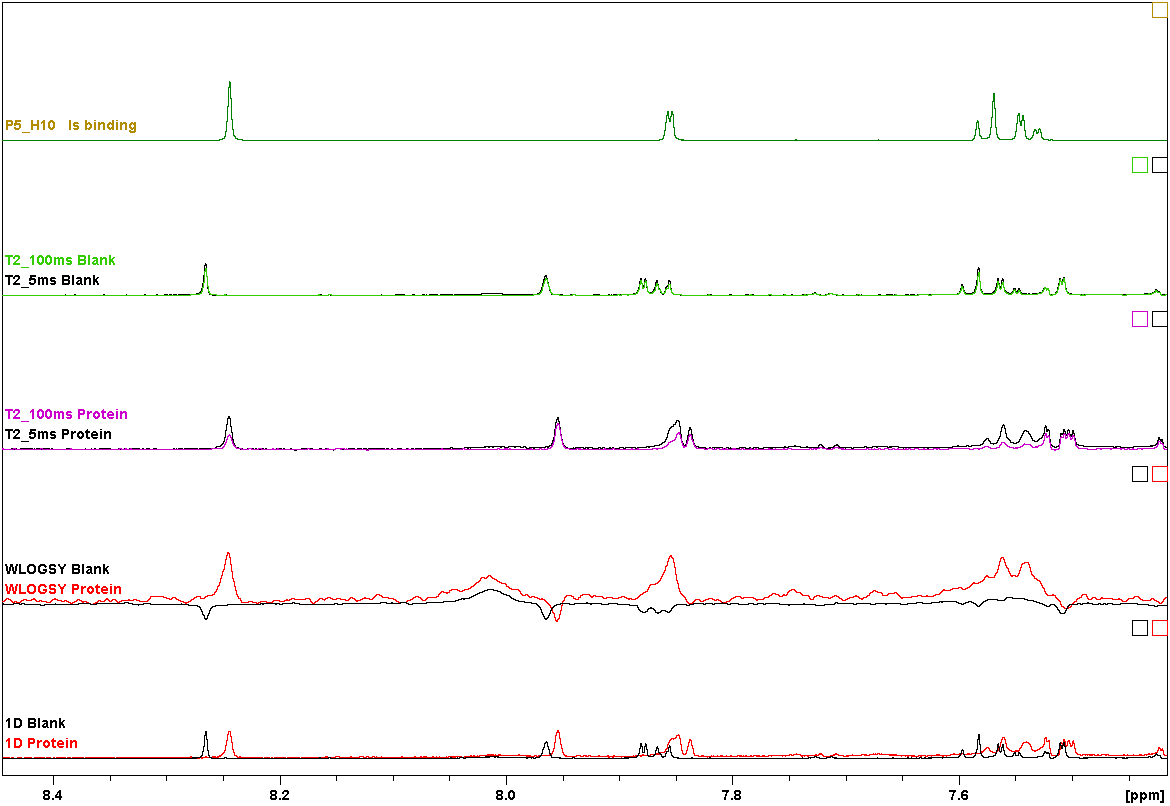 P5_H10 Is binding
T2_100ms Blank
T2_5ms Blank
T2_100ms Protein
T2_5ms Protein
WLOGSY Blank
WLOGSY Protein
1D Blank
1D Protein
8.4 8.2 8.0 7.8 7.6 [ppm]